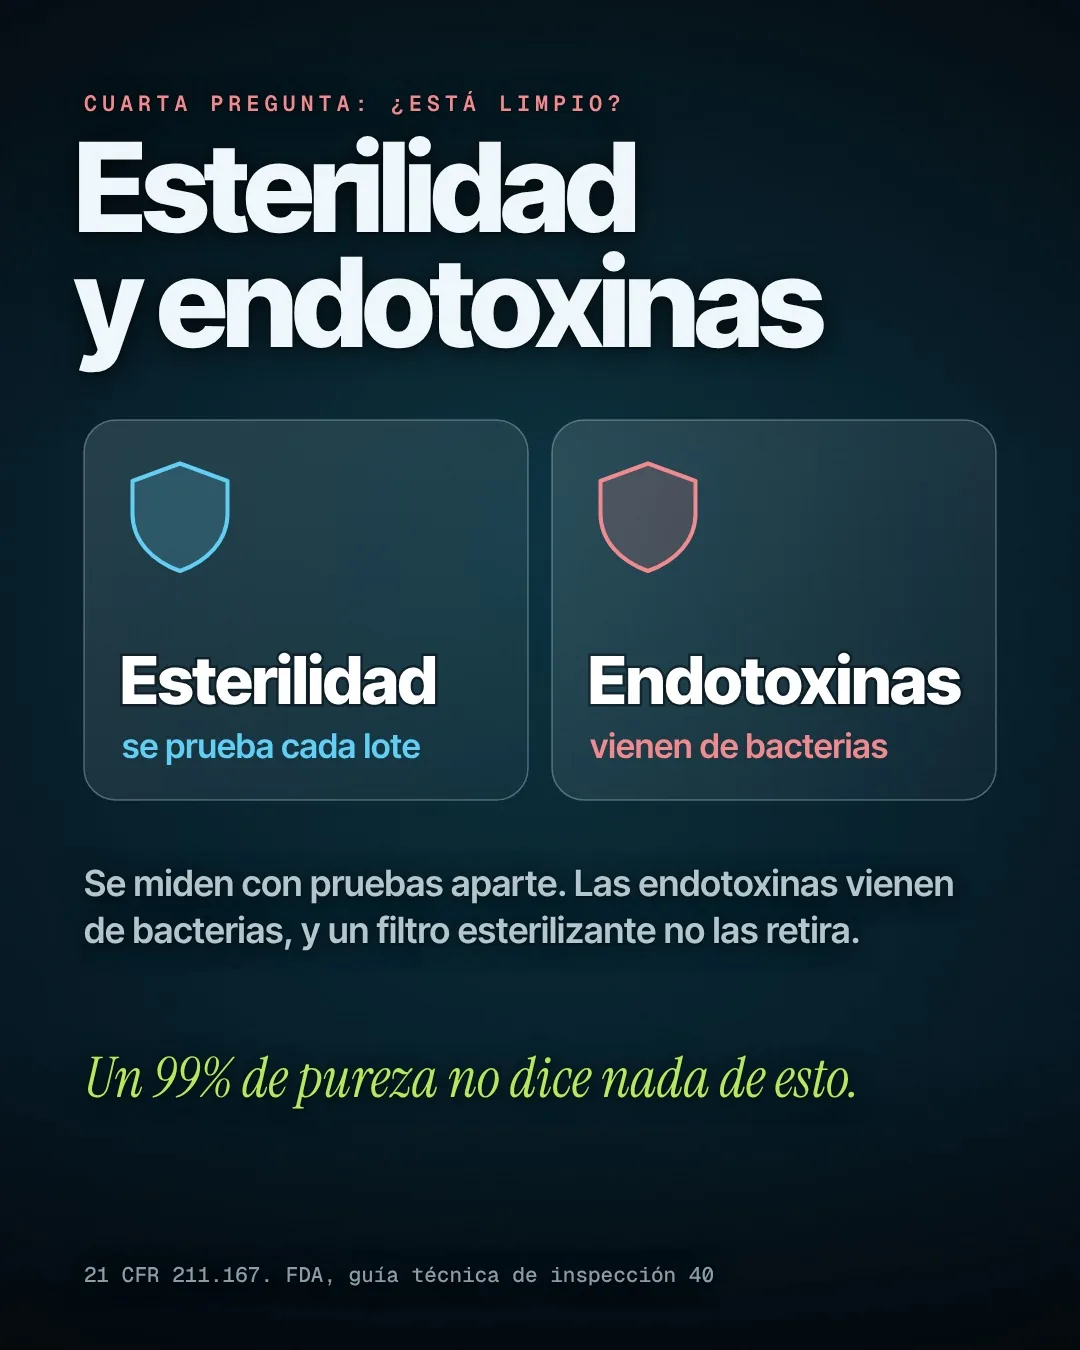 CUARTA PREGUNTA: ¿ESTÁ LIMPIO?
Esterilidad
y endotoxinas
Esterilidad
se prueba cada lote
Endotoxinas
vienen de bacterias
Se miden con pruebas aparte. Las endotoxinas vienen
de bacterias, y un filtro esterilizante no las retira.
Un 99% de pureza no dice nada de esto.
21 CFR 211.167. FDA, guía técnica de inspección 40